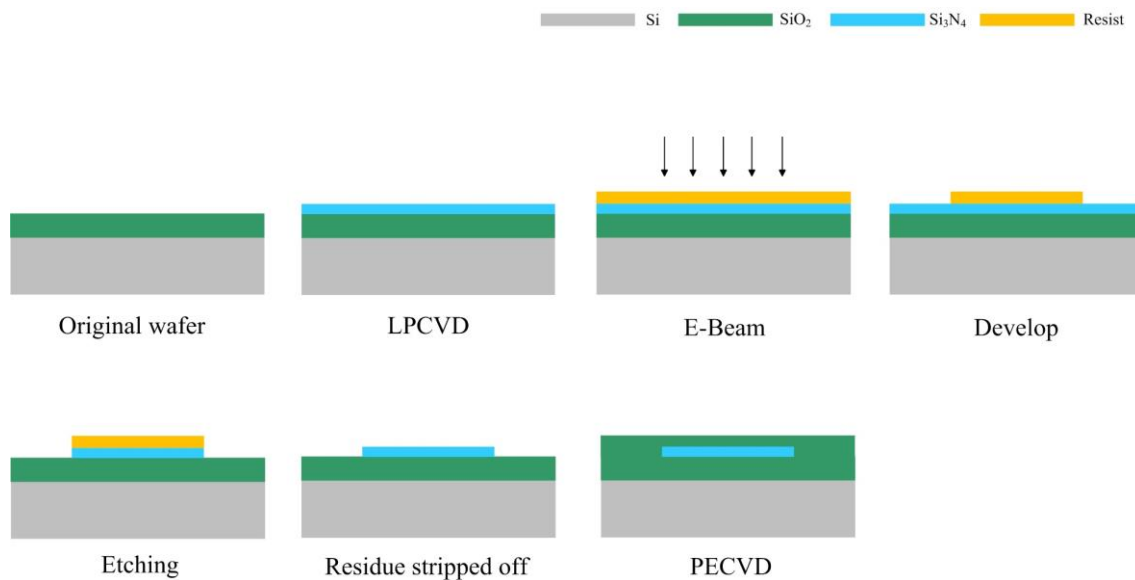 Si SiO₂ Si₃N₄ Resist
Original wafer LPCVD E-Beam Develop
Etching Residue stripped off PECVD